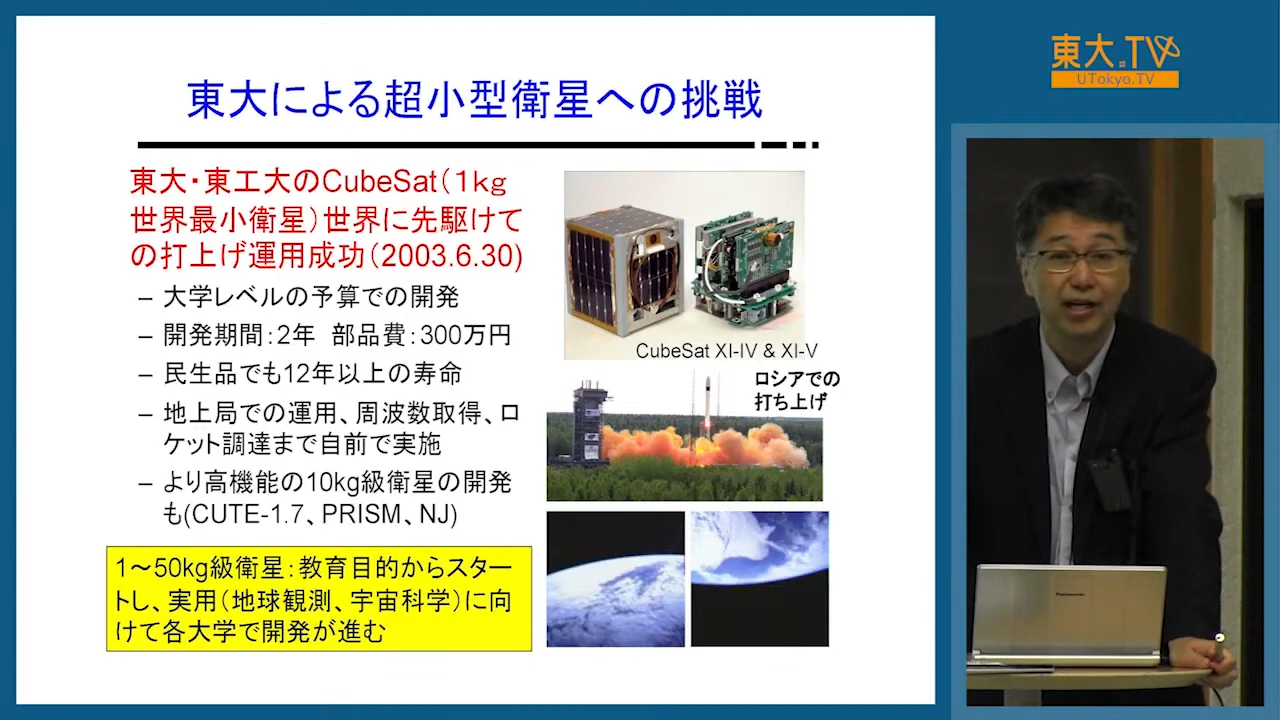 東大による超小型衛星への挑戦
東大・東工大のCubeSat（１ｋｇ
世界最小衛星）世界に先駆けて
の打上げ運用成功（2003.6.30)
– 大学レベルの予算での開発
– 開発期間：2年　部品費：300万円
– 民生品でも12年以上の寿命
– 地上局での運用、周波数取得、ロ
ケット調達まで自前で実施
– より高機能の10kg級衛星の開発
も(CUTE-1.7、PRISM、NJ)
1～50kg級衛星：教育目的からスター
トし、実用（地球観測、宇宙科学）に向
けて各大学で開発が進む
CubeSat XI-IV & XI-V
ロシアでの
打ち上げ
東大.TV
UTokyo.TV
Panasonic